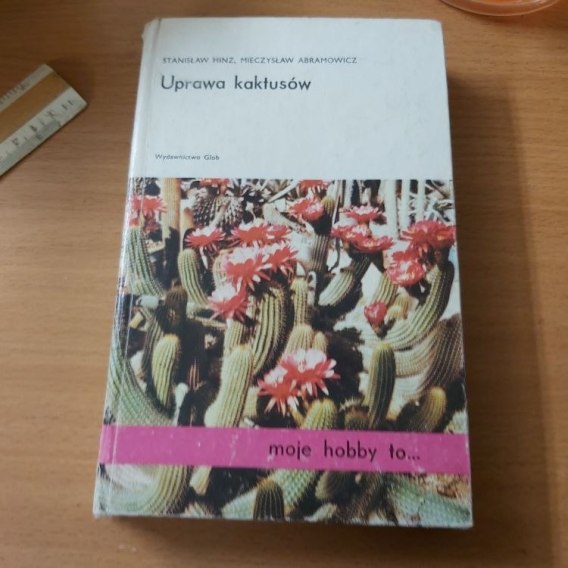 STANISŁAW HINZ, MIECZYSŁAW ABRAMOWICZ
Uprawa kaktusów
Wydawnictwo Glob
moje hobby to...